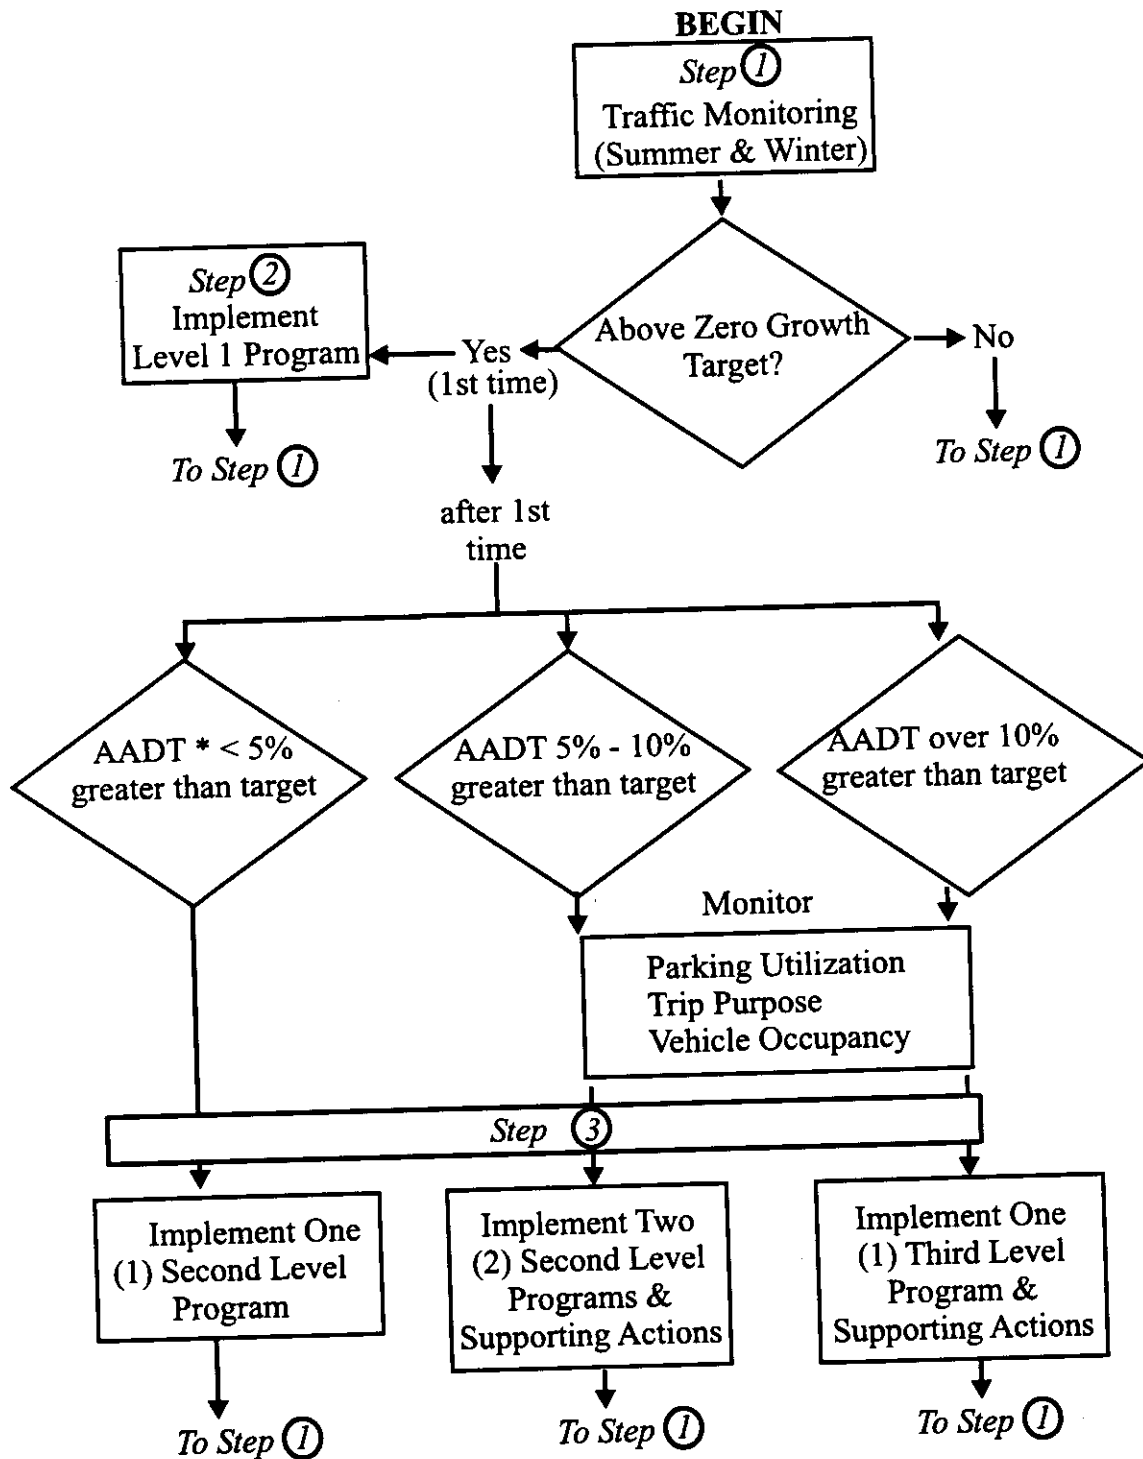 BEGIN
Step 1
Traffic Monitoring
(Summer & Winter)
Step 2
Implement
Level 1 Program
Yes
(1st time)
Above Zero Growth
Target?
No
To Step 1
To Step 1
after 1st
time
AADT * < 5%
greater than target
AADT 5% - 10%
greater than target
AADT over 10%
greater than target
Monitor
Parking Utilization
Trip Purpose
Vehicle Occupancy
Step 3
Implement One
(1) Second Level
Program
Implement Two
(2) Second Level
Programs &
Supporting Actions
Implement One
(1) Third Level
Program &
Supporting Actions
To Step 1
To Step 1
To Step 1